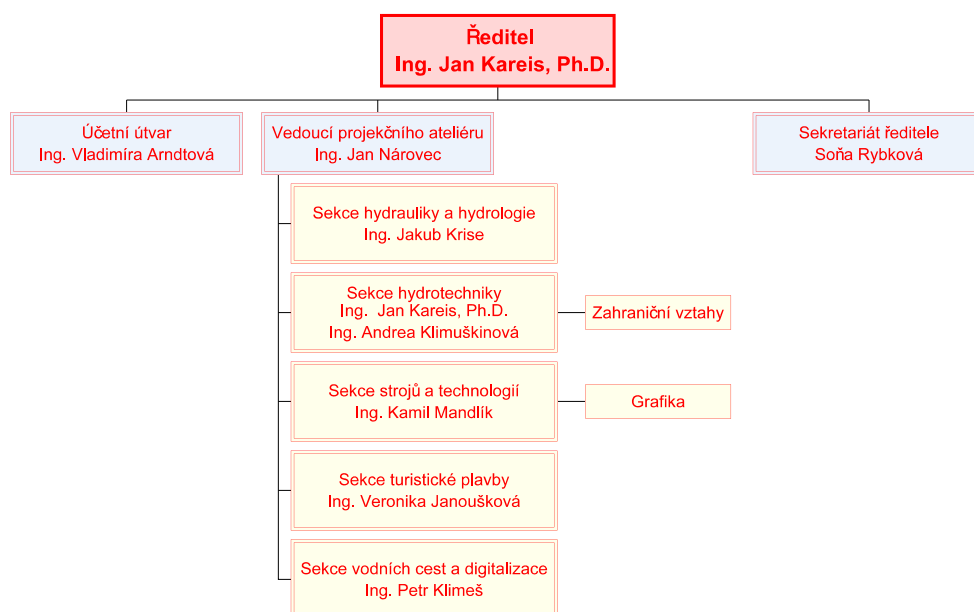 Ředitel
Ing. Jan Kareis, Ph.D.
Účetní útvar
Ing. Vladimíra Arndtová
Vedoucí projekčního ateliéru
Ing. Jan Nárovec
Sekretariát ředitele
Soňa Rybková
Sekce hydrauliky a hydrologie
Ing. Jakub Krise
Sekce hydrotechniky
Ing. Jan Kareis, Ph.D.
Ing. Andrea Klimuškinová
Zahraniční vztahy
Sekce strojů a technologií
Ing. Kamil Mandlík
Grafika
Sekce turistické plavby
Ing. Veronika Janoušková
Sekce vodních cest a digitalizace
Ing. Petr Klimeš